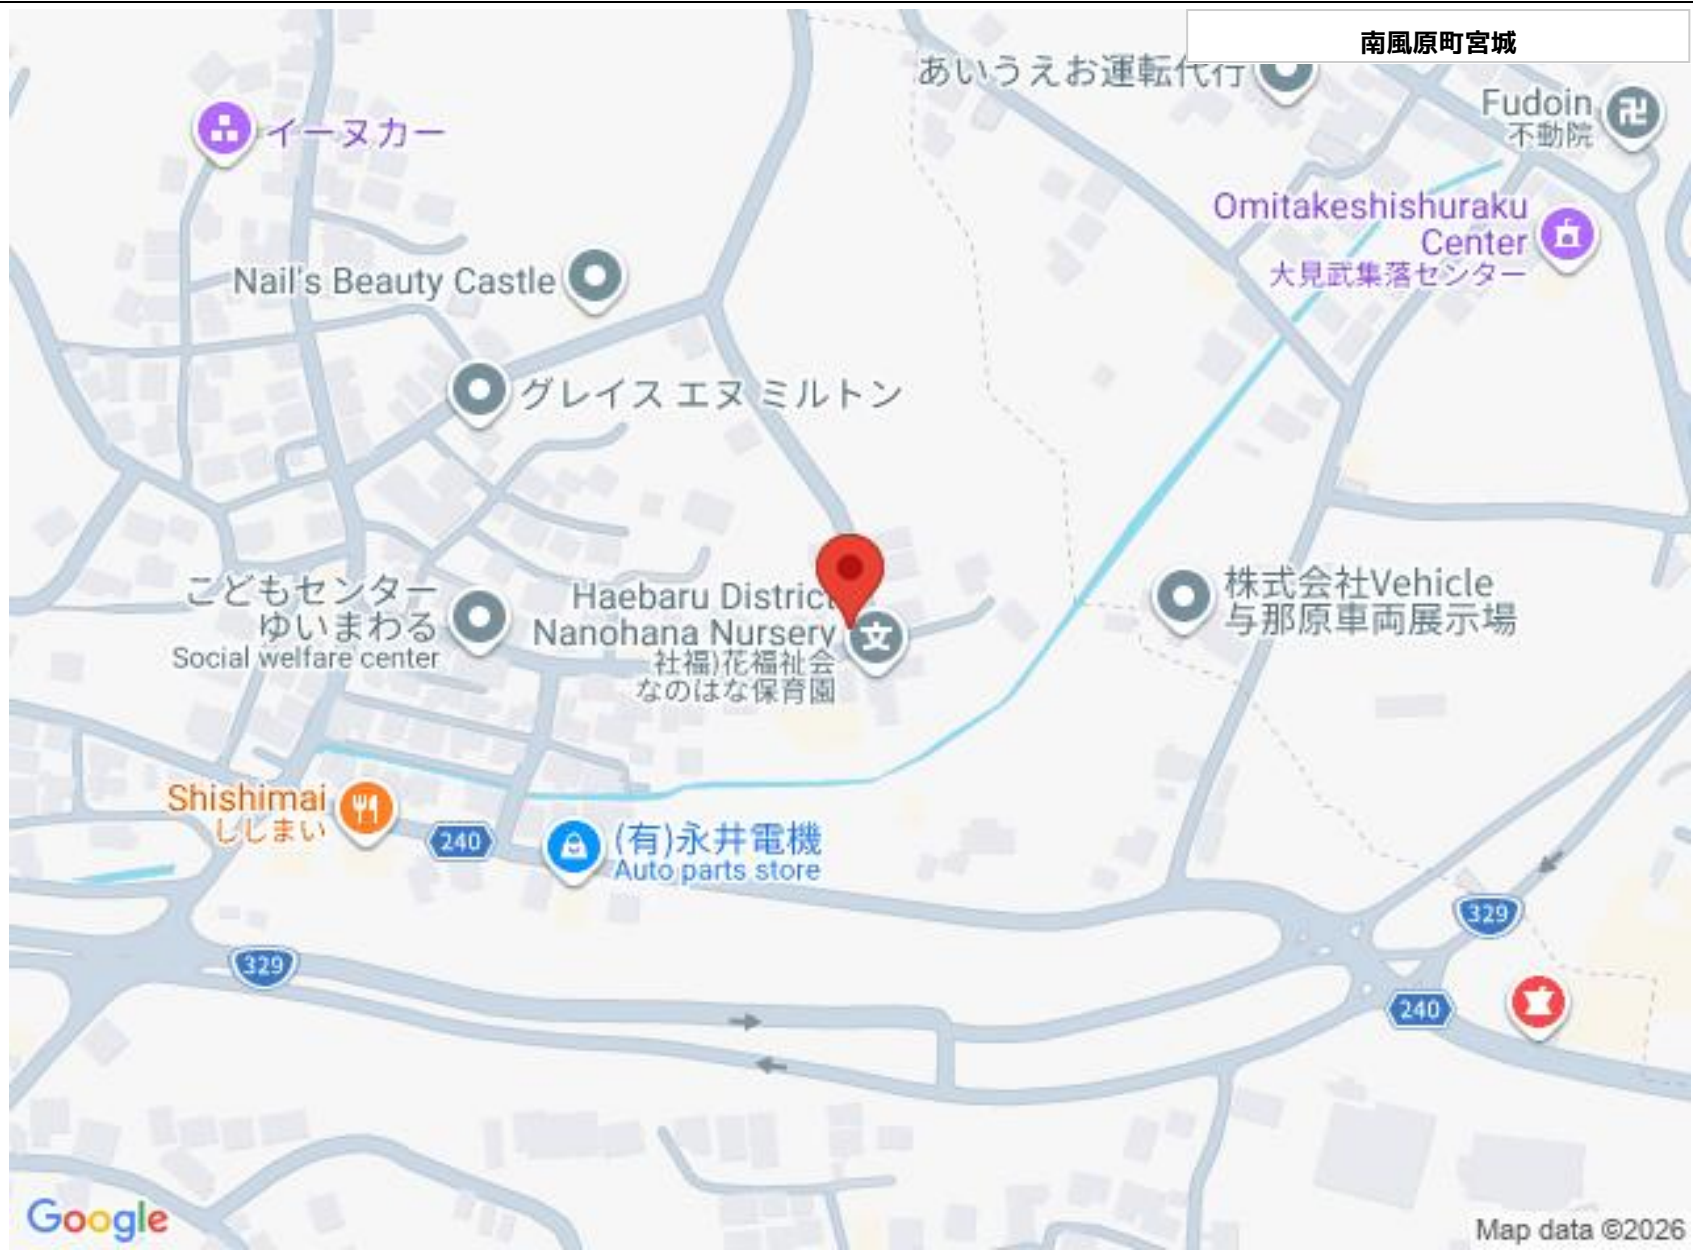 南風原町宮城
あいうえお運転代行
Fudoin
不動院
イーヌカー
Omitakeshishuraku
Center
大見武集落センター
Nail's Beauty Castle
グレイス エヌ ミルトン
こどもセンター
ゆいまわる
Social welfare center
Haebaru District
Nanohana Nursery
社福)花福祉会
なのはな保育園
文
株式会社Vehicle
与那原車両展示場
Shishimai
ししまい
240
(有)永井電機
Auto parts store
329
329
240
Google
Map data ©2026